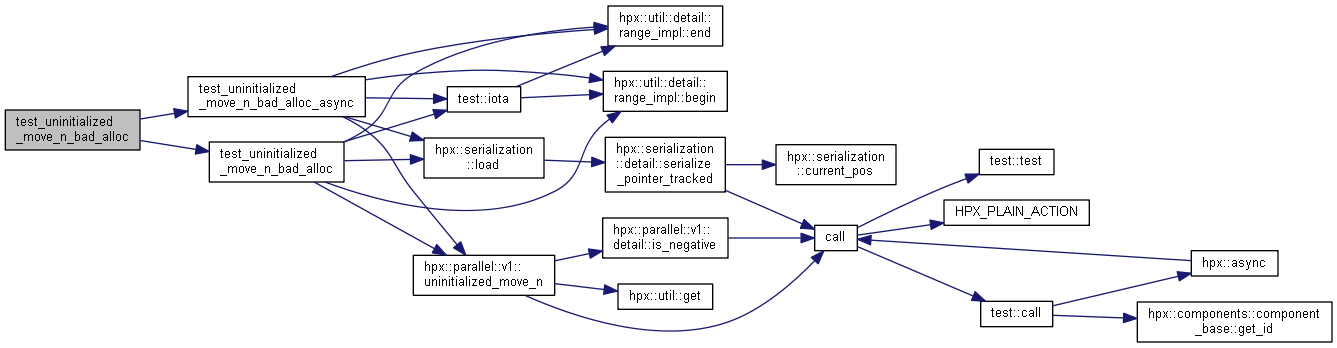 test_uninitialized
_move_n_bad_alloc
test_uninitialized
_move_n_bad_alloc_async
test_uninitialized
_move_n_bad_alloc
hpx::util::detail::
range_impl::end
hpx::util::detail::
range_impl::begin
test::iota
hpx::serialization
::load
hpx::serialization
::detail::serialize
_pointer_tracked
hpx::serialization
::current_pos
hpx::parallel::v1::
uninitialized_move_n
hpx::parallel::v1::
detail::is_negative
hpx::util::get
call
test::test
HPX_PLAIN_ACTION
test::call
hpx::async
hpx::components::component
_base::get_id